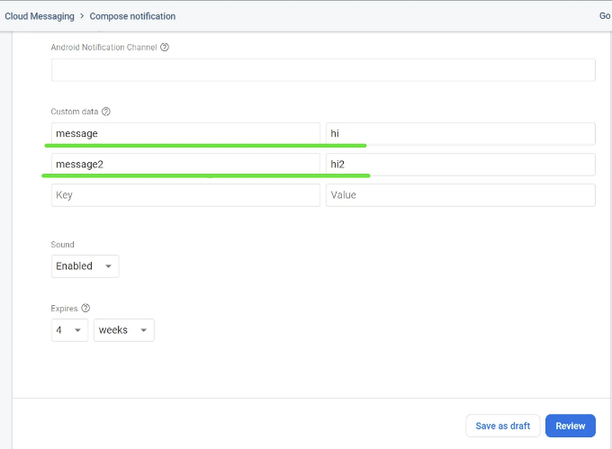 Cloud Messaging > Compose notification
Go
Android Notification Channel ?
Custom data ?
message hi
message2 hi2
Key Value
Sound
Enabled
Expires ?
4 weeks
Save as draft Review